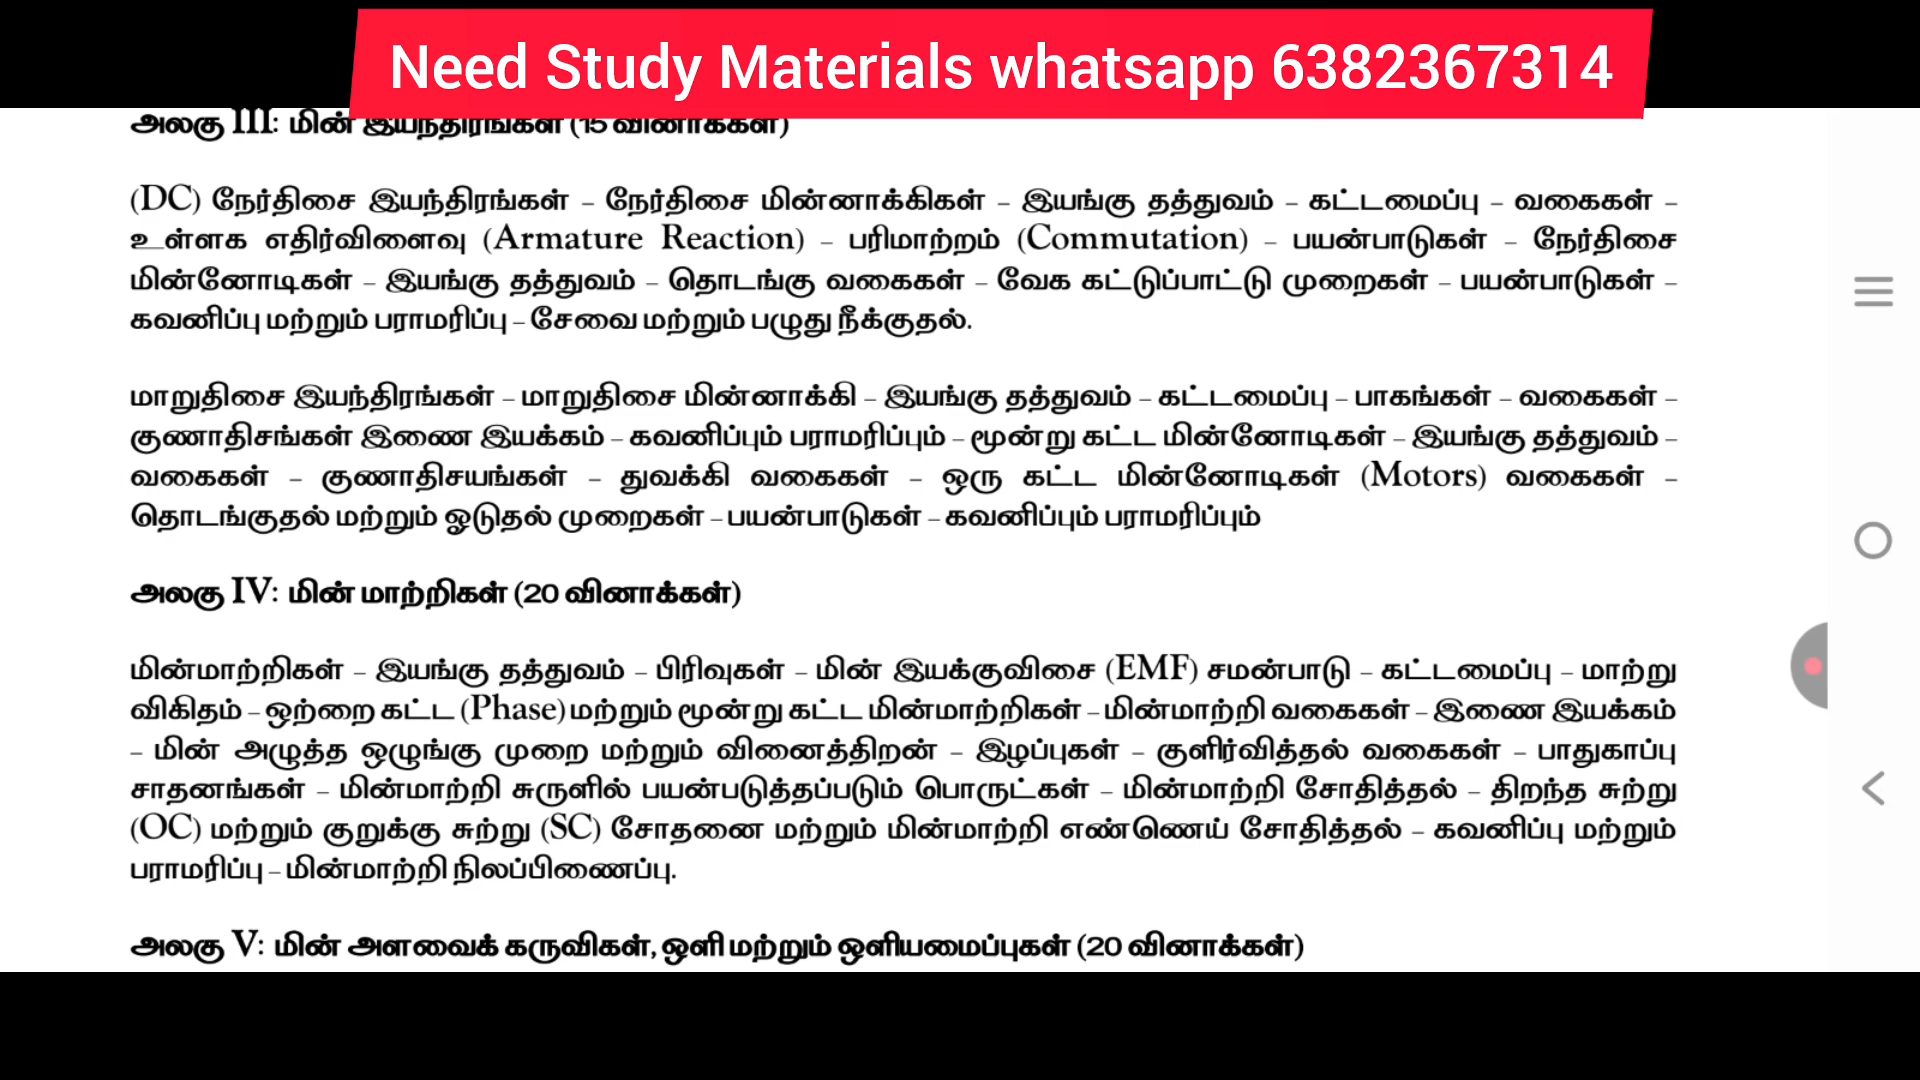 Need Study Materials whatsapp 6382367314
அலகு III: மின் இயந்திரங்கள் (15 வினாக்கள்)
(DC) நேர்திசை இயந்திரங்கள் – நேர்திசை மின்னாக்கிகள் – இயங்கு தத்துவம் – கட்டமைப்பு – வகைகள் –
உள்ளக எதிர்விளைவு (Armature Reaction) – பரிமாற்றம் (Commutation) – பயன்பாடுகள் – நேர்திசை
மின்னோடிகள் – இயங்கு தத்துவம் – தொடங்கு வகைகள் – வேக கட்டுப்பாட்டு முறைகள் – பயன்பாடுகள் –
கவனிப்பு மற்றும் பராமரிப்பு – சேவை மற்றும் பழுது நீக்குதல்.
மாறுதிசை இயந்திரங்கள் – மாறுதிசை மின்னாக்கி – இயங்கு தத்துவம் – கட்டமைப்பு – பாகங்கள் – வகைகள் –
குணாதிசங்கள் இணை இயக்கம் – கவனிப்பும் பராமரிப்பும் – மூன்று கட்ட மின்னோடிகள் – இயங்கு தத்துவம் –
வகைகள் – குணாதிசயங்கள் – துவக்கி வகைகள் – ஒரு கட்ட மின்னோடிகள் (Motors) வகைகள் –
தொடங்குதல் மற்றும் ஓடுதல் முறைகள் – பயன்பாடுகள் – கவனிப்பும் பராமரிப்பும்
அலகு IV: மின் மாற்றிகள் (20 வினாக்கள்)
மின்மாற்றிகள் – இயங்கு தத்துவம் – பிரிவுகள் – மின் இயக்குவிசை (EMF) சமன்பாடு – கட்டமைப்பு – மாற்று
விகிதம் – ஒற்றை கட்ட (Phase) மற்றும் மூன்று கட்ட மின்மாற்றிகள் – மின்மாற்றி வகைகள் – இணை இயக்கம்
– மின் அழுத்த ஒழுங்கு முறை மற்றும் வினைத்திறன் – இழப்புகள் – குளிர்வித்தல் வகைகள் – பாதுகாப்பு
சாதனங்கள் – மின்மாற்றி சுருளில் பயன்படுத்தப்படும் பொருட்கள் – மின்மாற்றி சோதித்தல் – திறந்த சுற்று
(OC) மற்றும் குறுக்கு சுற்று (SC) சோதனை மற்றும் மின்மாற்றி எண்ணெய் சோதித்தல் – கவனிப்பு மற்றும்
பராமரிப்பு – மின்மாற்றி நிலப்பிணைப்பு.
அலகு V: மின் அளவைக் கருவிகள், ஒளி மற்றும் ஒளியமைப்புகள் (20 வினாக்கள்)